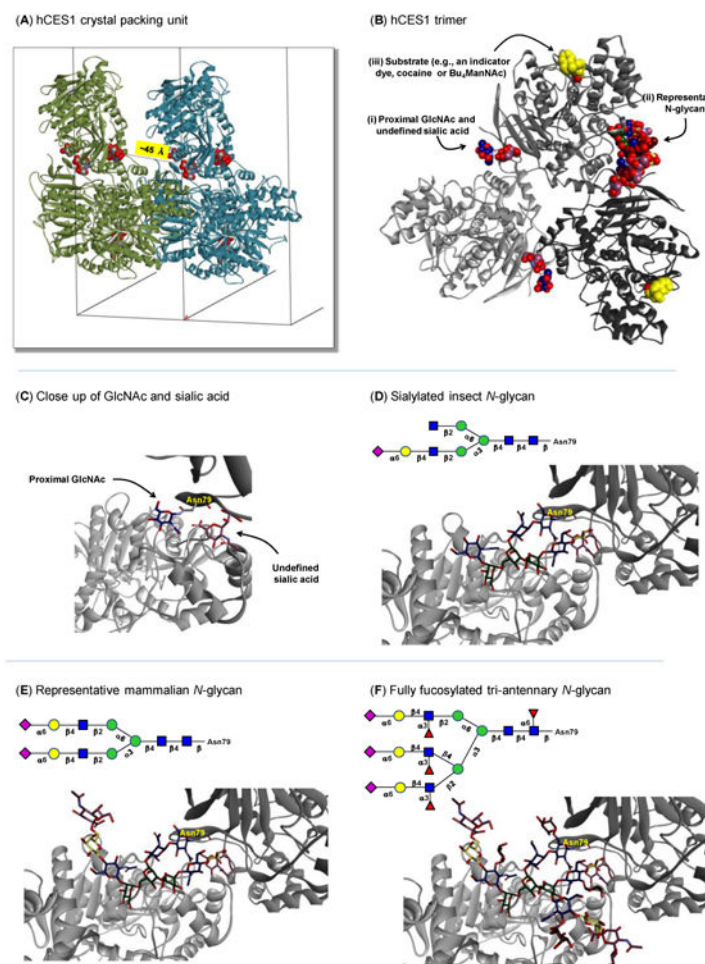 (A) hCES1 crystal packing unit
~45 Å
(B) hCES1 trimer
(iii) Substrate (e.g., an indicator
dye, cocaine or Bu4ManNAc)
(i) Proximal GlcNAc and
undefined sialic acid
(ii) Representa
N-glycan
(C) Close up of GlcNAc and sialic acid
Proximal GlcNAc
Asn79
Undefined
sialic acid
(D) Sialylated insect N-glycan
β2
α6
α6 β4 β2 α3 β4 β4 β Asn79
Asn79
(E) Representative mammalian N-glycan
α6 β4 β2 α6
α6 β4 β2 α3 β4 β4 β Asn79
Asn79
(F) Fully fucosylated tri-antennary N-glycan
α6 β4 α3 β2 α6 β4 β4 α6 β Asn79
α6 β4 α3 β4 α3
α6 β4 α3 β2
Asn79